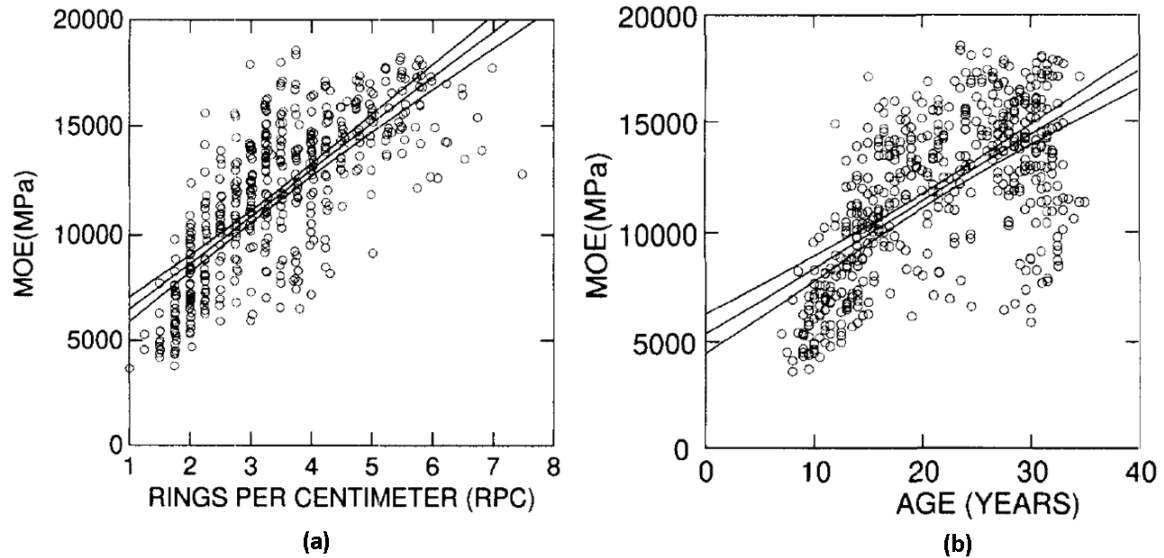 20000
15000
10000
5000
0
MOE(MPa)
1 2 3 4 5 6 7 8
RINGS PER CENTIMETER (RPC)
(a)
20000
15000
10000
5000
0
MOE(MPa)
0 10 20 30 40
AGE (YEARS)
(b)